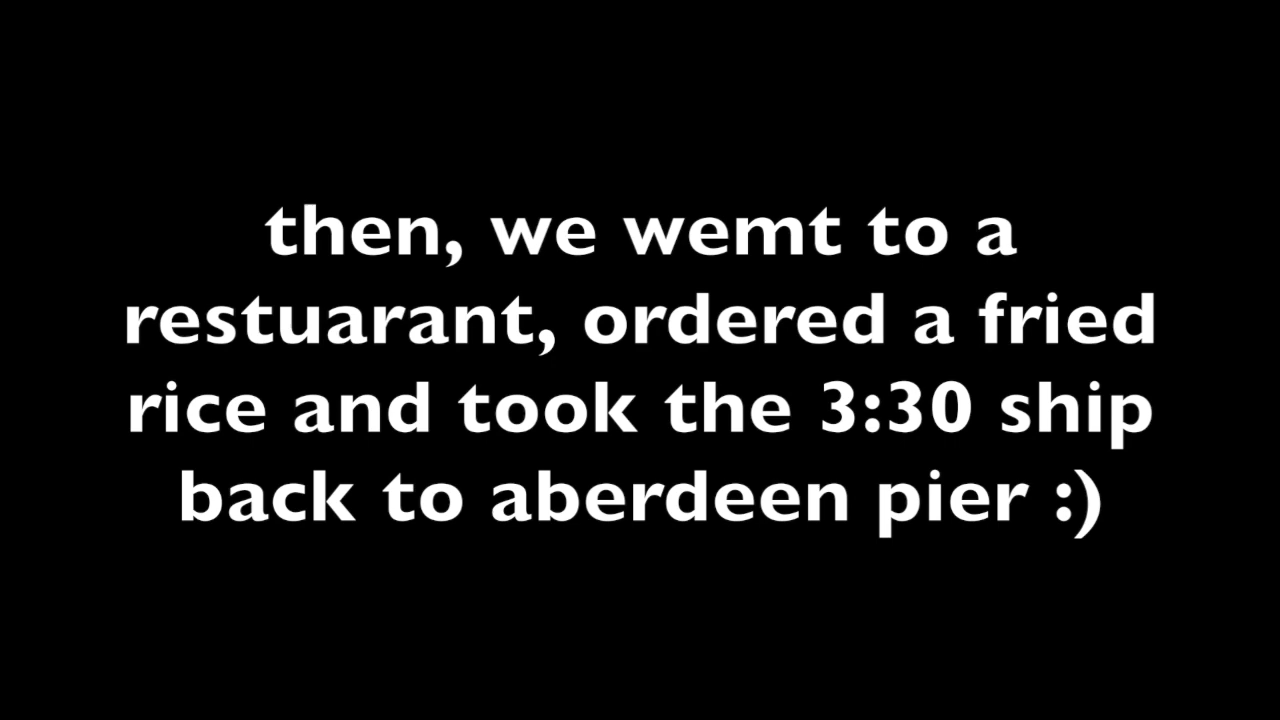 then, we wemt to a
restuarant, ordered a fried
rice and took the 3:30 ship
back to aberdeen pier :)